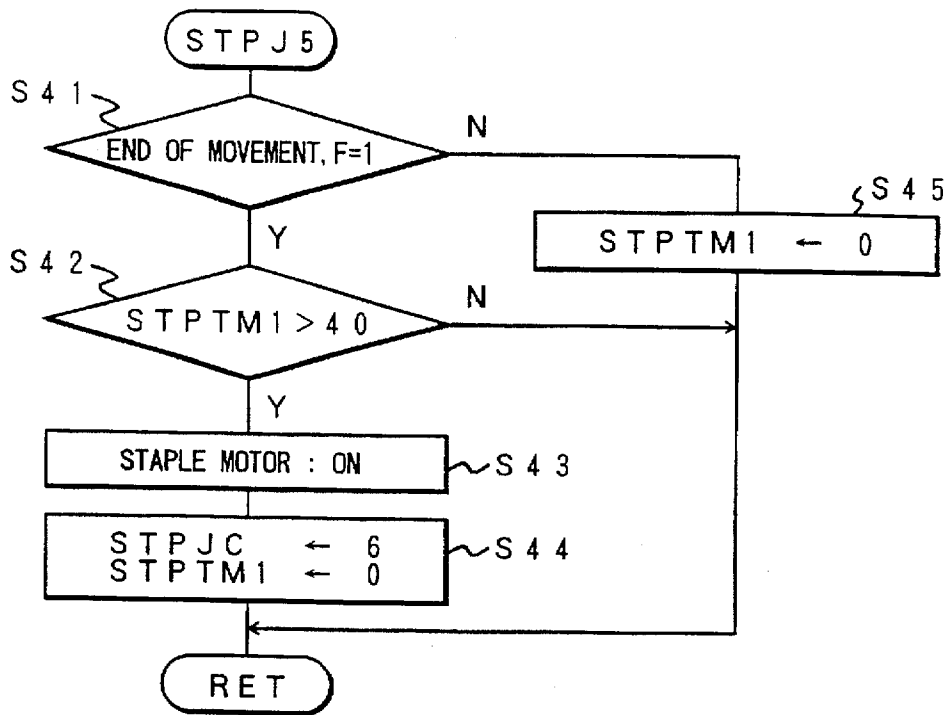 STPJ5
S41
END OF MOVEMENT, F=1
N
S45
STPTM1 ← 0
Y
S42
STPTM1>40
N
Y
STAPLE MOTOR : ON
S43
STPJC ← 6
STPTM1 ← 0
S44
RET